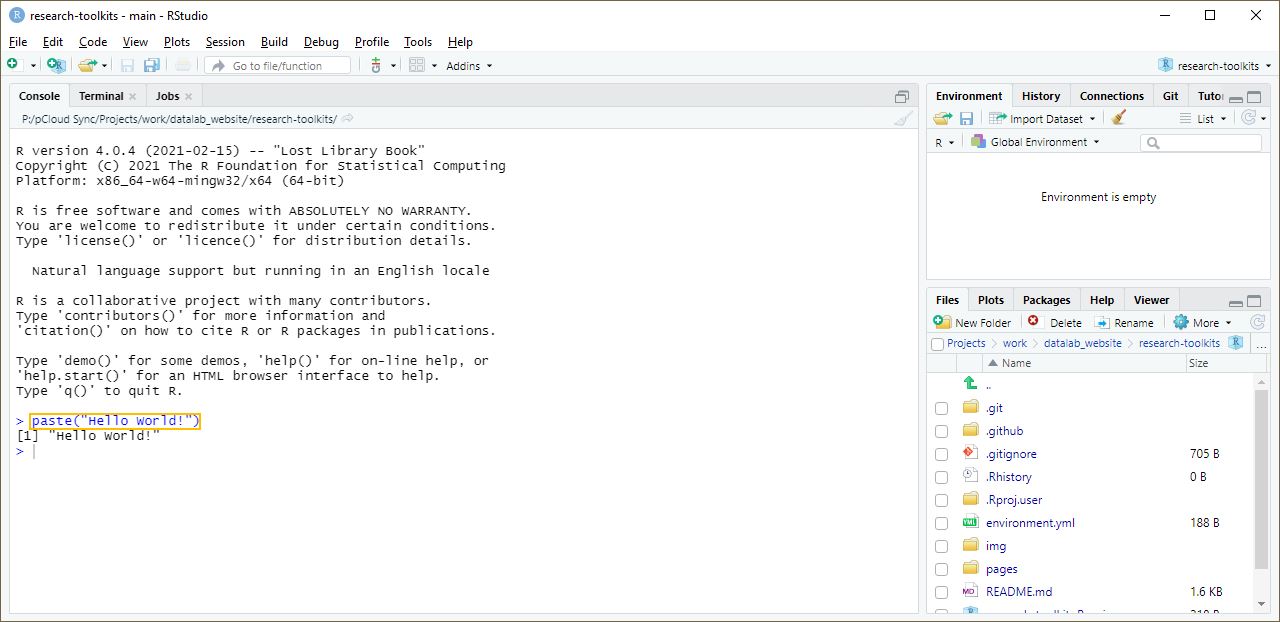 research-toolkits - main - RStudio
File Edit Code View Plots Session Build Debug Profile Tools Help
Go to file/function Addins research-toolkits
Console Terminal Jobs
P:/pCloud Sync/Projects/work/datalab_website/research-toolkits/
R version 4.0.4 (2021-02-15) -- "Lost Library Book"
Copyright (C) 2021 The R Foundation for Statistical Computing
Platform: x86_64-w64-mingw32/x64 (64-bit)
R is free software and comes with ABSOLUTELY NO WARRANTY.
You are welcome to redistribute it under certain conditions.
Type 'license()' or 'licence()' for distribution details.
Natural language support but running in an English locale
R is a collaborative project with many contributors.
Type 'contributors()' for more information and
'citation()' on how to cite R or R packages in publications.
Type 'demo()' for some demos, 'help()' for on-line help, or
'help.start()' for an HTML browser interface to help.
Type 'q()' to quit R.
> paste("Hello World!")
[1] "Hello World!"
>
Environment History Connections Git Tuto
Import Dataset List
R Global Environment
Environment is empty
Files Plots Packages Help Viewer
New Folder Delete Rename More
Projects work datalab_website research-toolkits ...
Name Size
..
.git
.github
.gitignore 705 B
.Rhistory 0 B
.Rproj.user
environment.yml 188 B
img
pages
README.md 1.6 KB